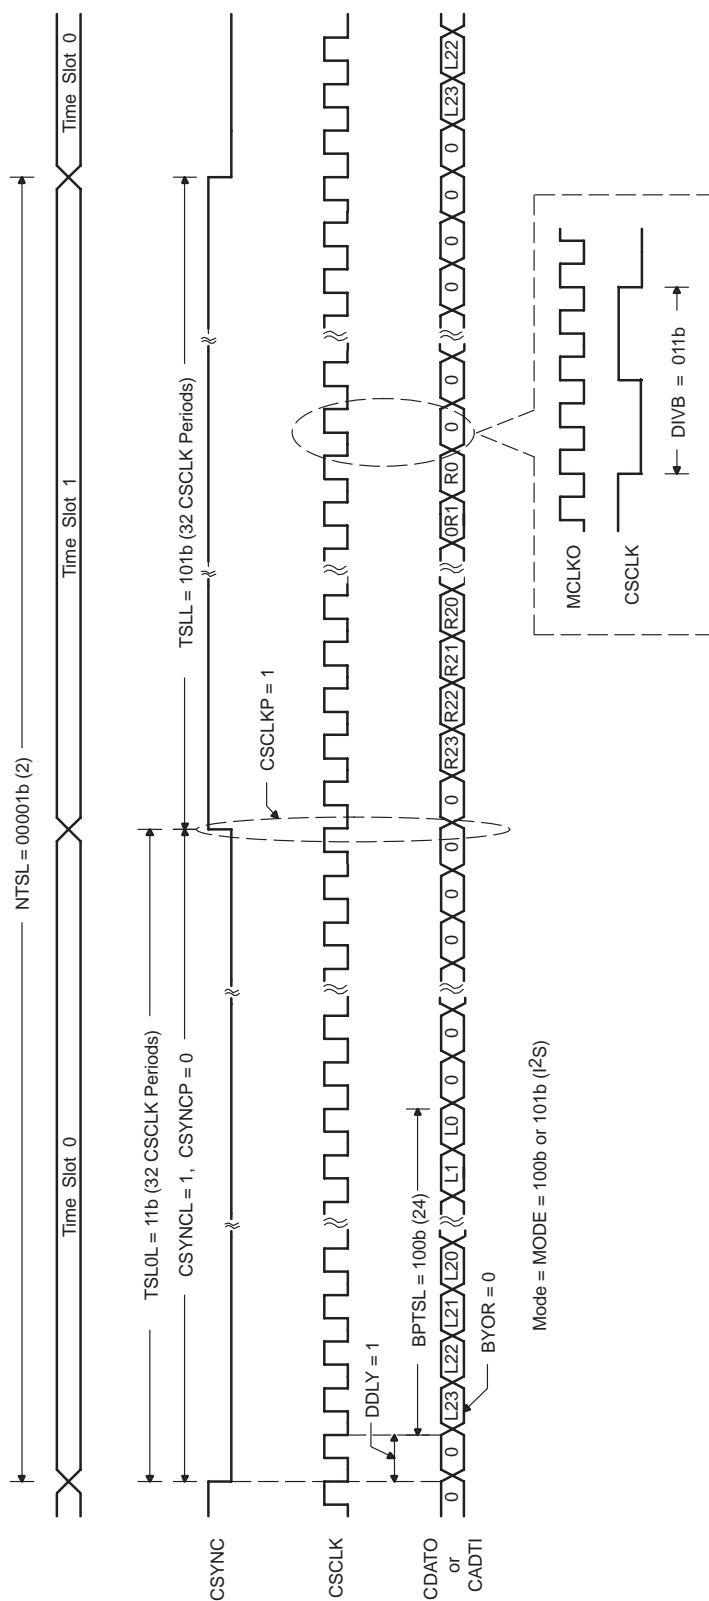 NTSL = 00001b (2)
Time Slot 0
Time Slot 1
Time Slot 0
TSL0L = 11b (32 CSCLK Periods)
TSLL = 101b (32 CSCLK Periods)
CSYNCL = 1, CSYNCP = 0
CSYNC
CSCLKP = 1
CSCLK
DDLY = 1
BPTSL = 100b (24)
CDATO
or
CADTI
0 0 L23 L22 L21 L20 L1 L0 0 0 0 0 0 0 R23 R22 R21 R20 0R1 R0 0 0 0 0 0 0 L23 L22
BYOR = 0
Mode = MODE = 100b or 101b (I2S)
MCLKO
CSCLK
DIVB = 011b